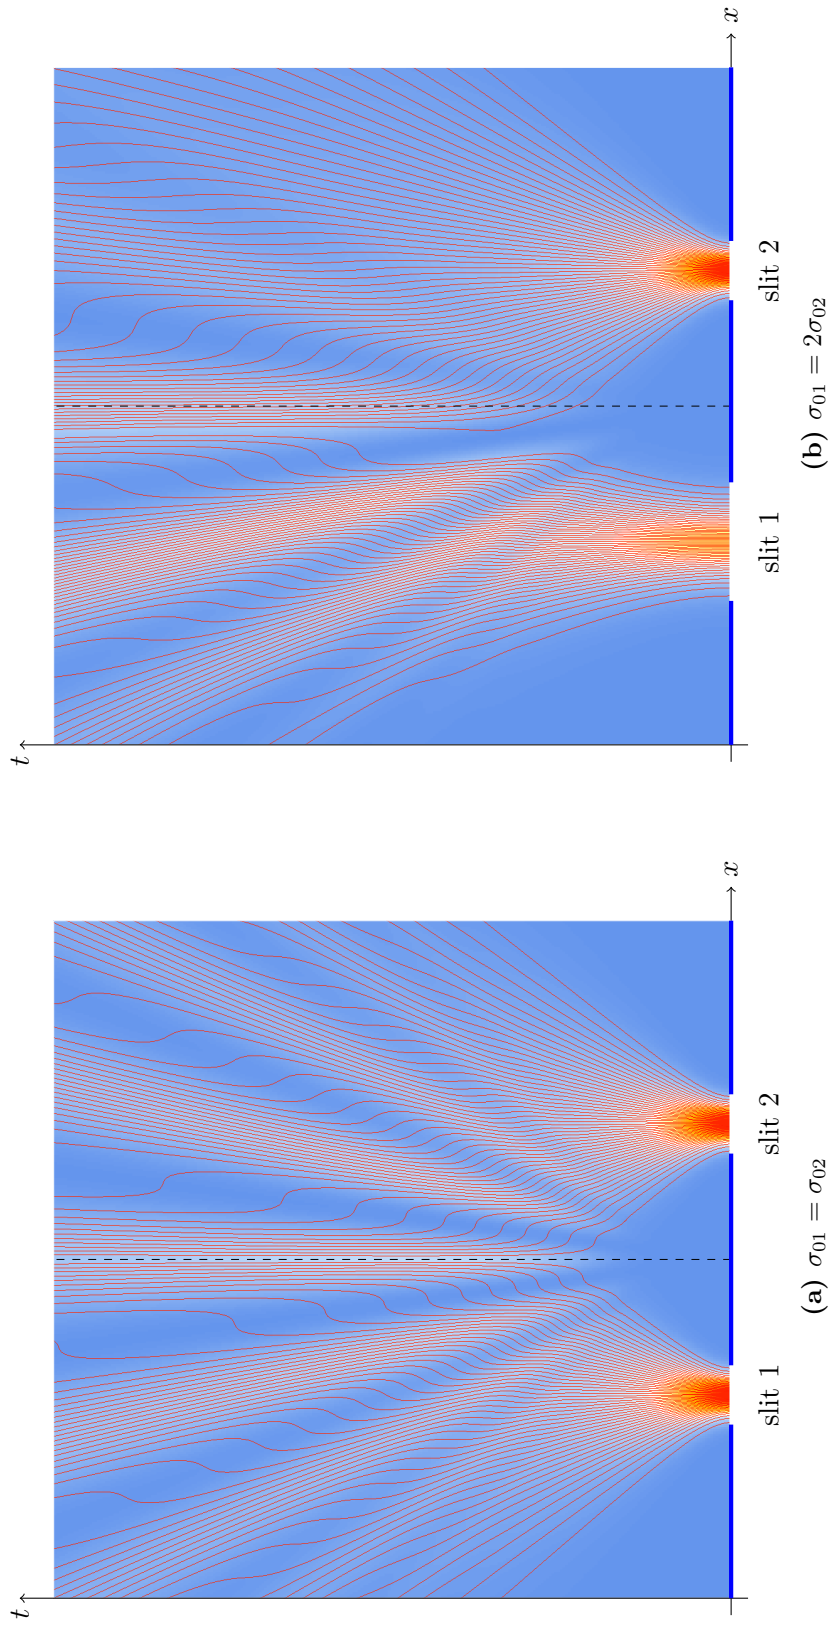 t
x
slit 1
slit 2
(a) σ₀₁ = σ₀₂
t
x
slit 1
slit 2
(b) σ₀₁ = 2σ₀₂